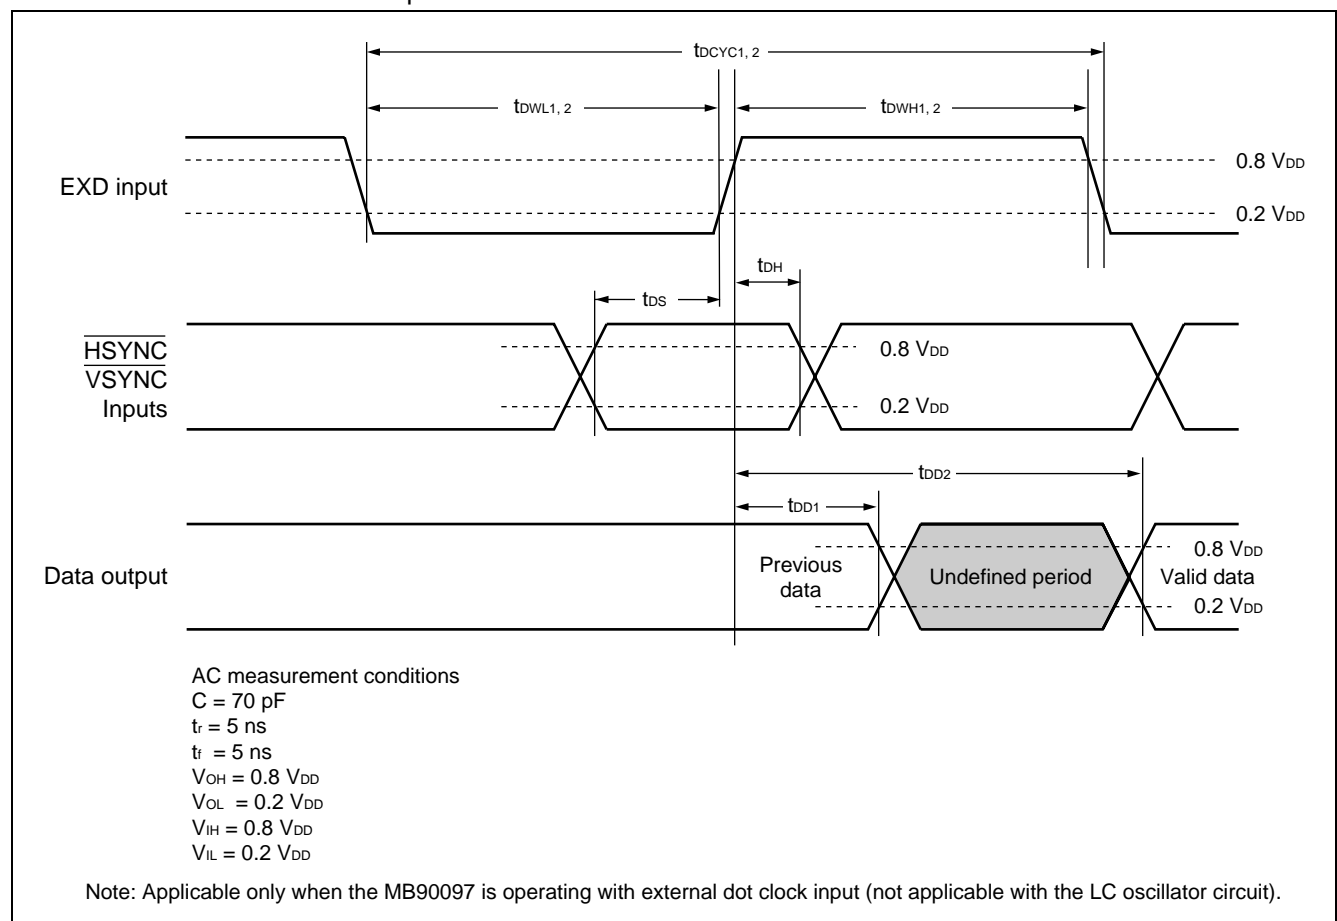 tDCYC1, 2
tDWL1, 2
tDWH1, 2
EXD input
0.8 VDD
0.2 VDD
tDH
tDS
HSYNC
VSYNC
Inputs
0.8 VDD
0.2 VDD
tDD2
tDD1
Data output
Previous
data
Undefined period
Valid data
0.8 VDD
0.2 VDD
AC measurement conditions
C = 70 pF
tr = 5 ns
tf = 5 ns
VOH = 0.8 VDD
VOL = 0.2 VDD
VIH = 0.8 VDD
VIL = 0.2 VDD
Note: Applicable only when the MB90097 is operating with external dot clock input (not applicable with the LC oscillator circuit).